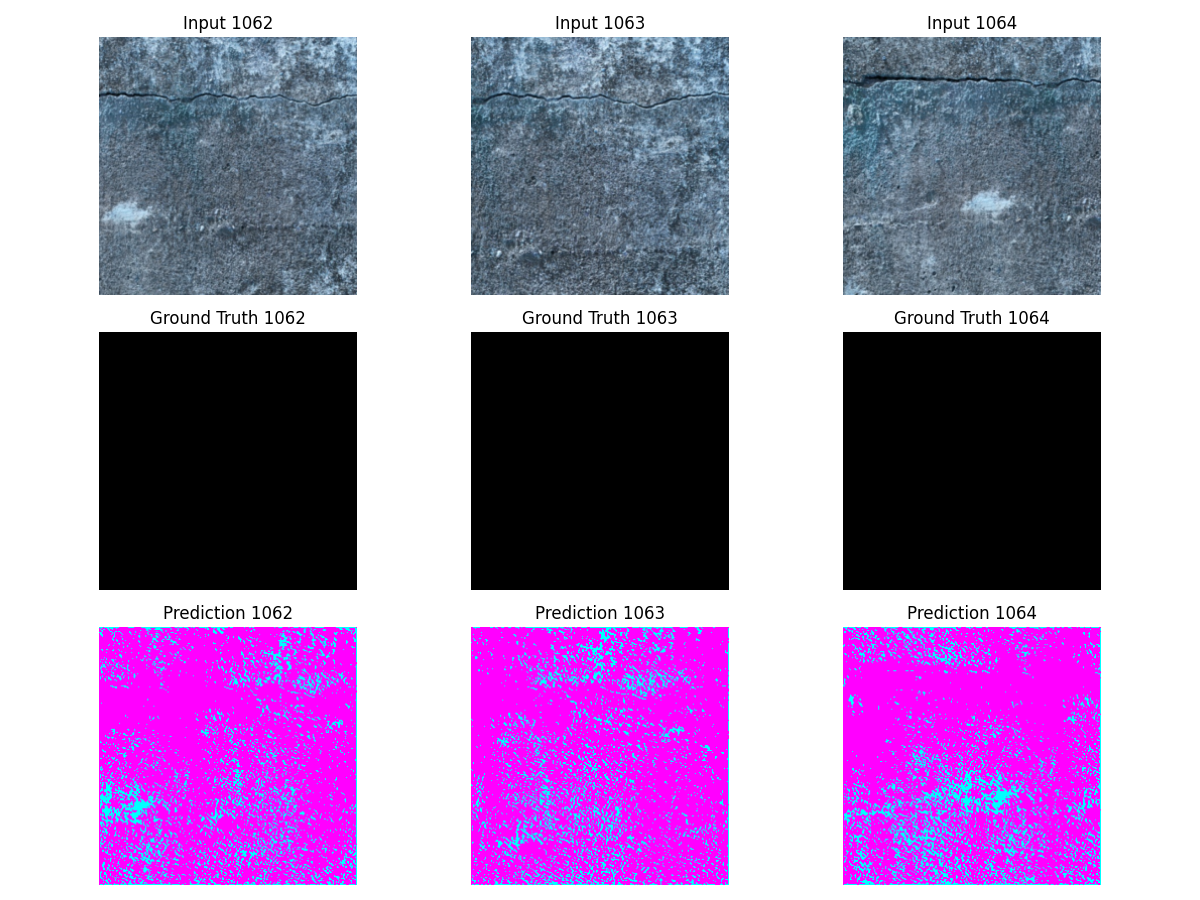 Input 1062
Input 1063
Input 1064
Ground Truth 1062
Ground Truth 1063
Ground Truth 1064
Prediction 1062
Prediction 1063
Prediction 1064